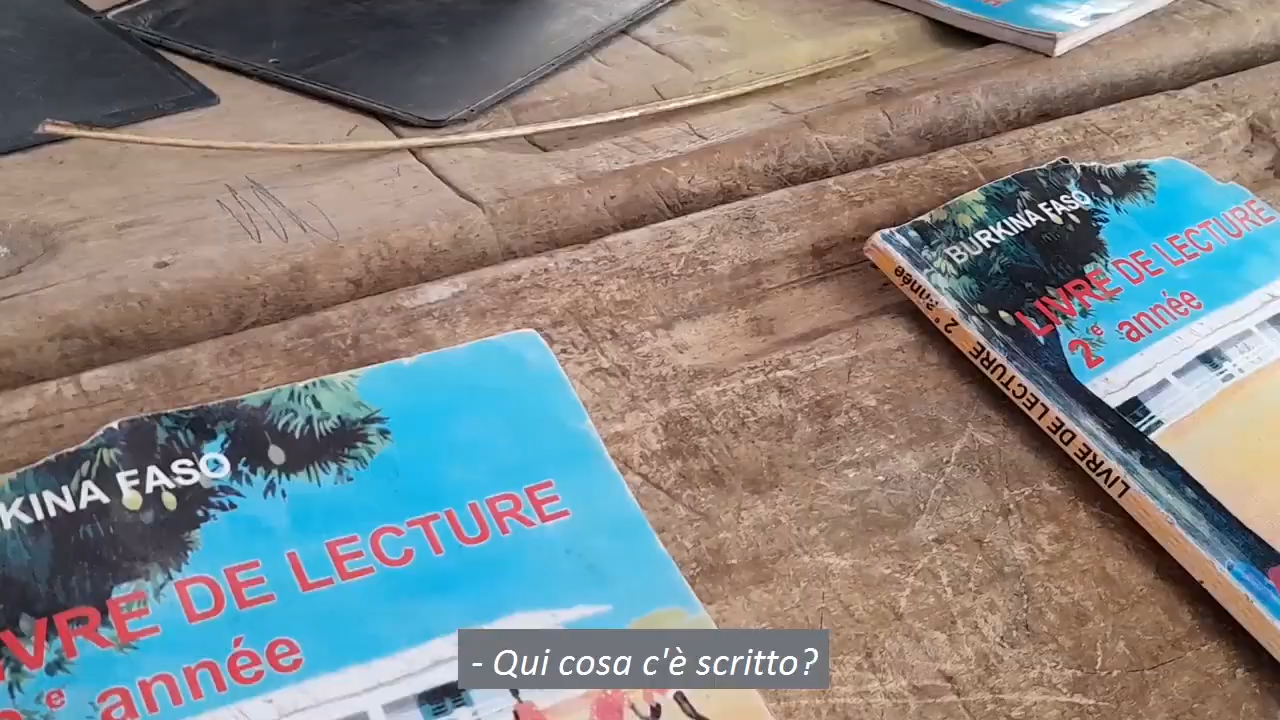 BURKINA FASO
LIVRE DE LECTURE
2e année
LIVRE DE LECTURE 2e année
KINA FASO
VRE DE LECTURE
e année
- Qui cosa c'è scritto?